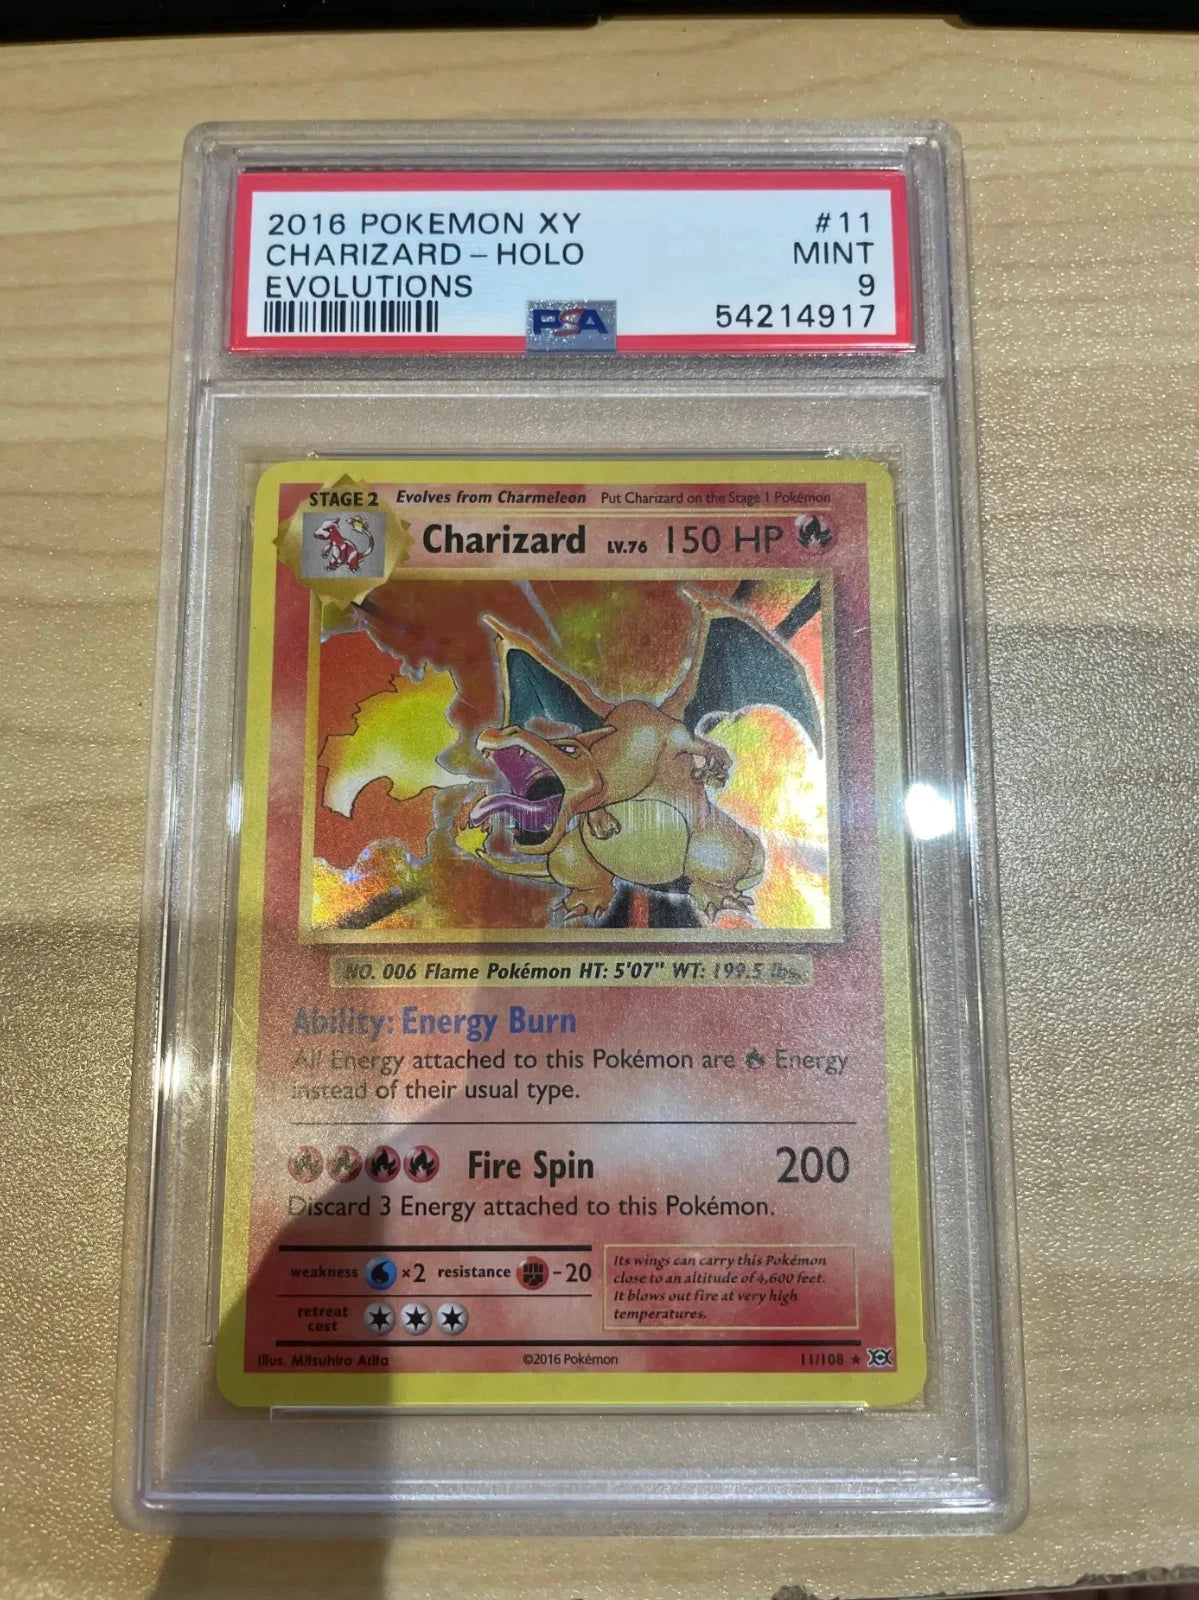 2016 POKEMON XY #11
CHARIZARD - HOLO MINT
EVOLUTIONS 9
PSA 54214917
STAGE 2 Evolves from Charmeleon Put Charizard on the Stage 1 Pokémon
Charizard LV.76 150 HP
NO. 006 Flame Pokémon HT: 5'07" WT: 199.5 lbs.
Ability: Energy Burn
All Energy attached to this Pokémon are Energy
instead of their usual type.
Fire Spin 200
Discard 3 Energy attached to this Pokémon.
weakness ×2 resistance -20
retreat
cost
Its wings can carry this Pokémon
close to an altitude of 4,600 feet.
It blows out fire at very high
temperatures.
Illus. Mitsuhiro Arita ©2016 Pokémon 11/108 ★